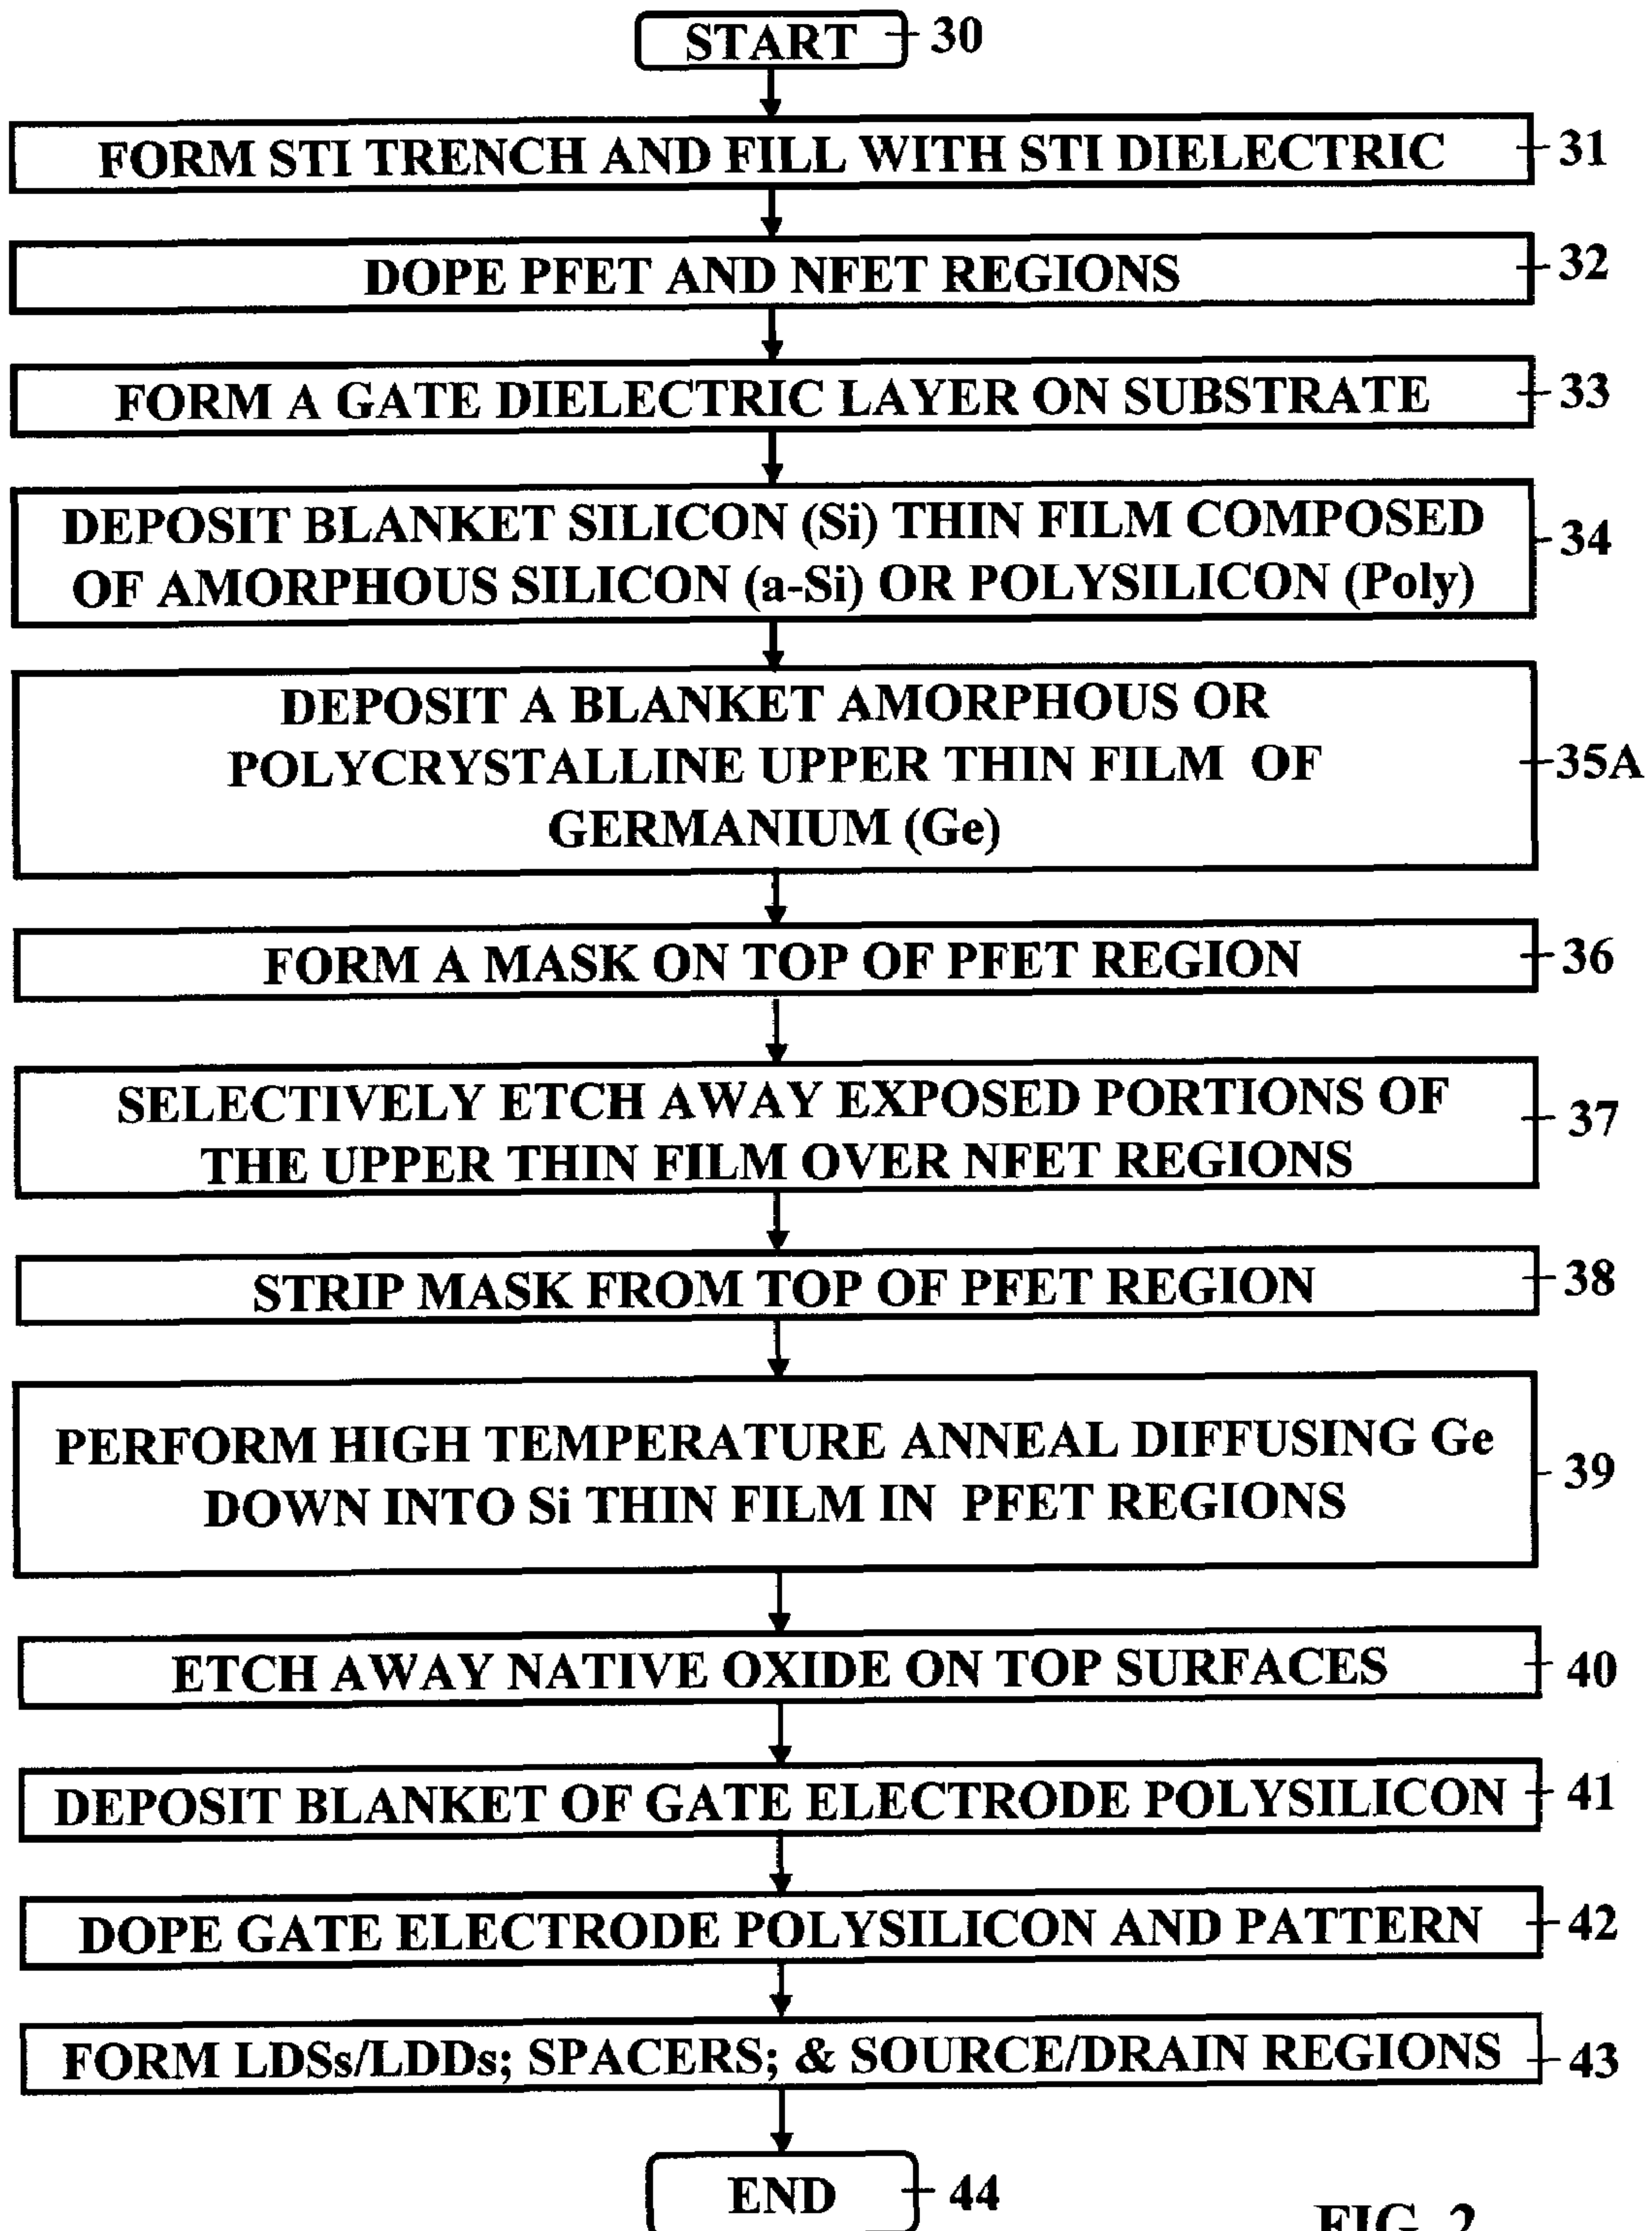 START 30
FORM STI TRENCH AND FILL WITH STI DIELECTRIC 31
DOPE PFET AND NFET REGIONS 32
FORM A GATE DIELECTRIC LAYER ON SUBSTRATE 33
DEPOSIT BLANKET SILICON (Si) THIN FILM COMPOSED
OF AMORPHOUS SILICON (a-Si) OR POLYSILICON (Poly) 34
DEPOSIT A BLANKET AMORPHOUS OR
POLYCRYSTALLINE UPPER THIN FILM OF 35A
GERMANIUM (Ge)
FORM A MASK ON TOP OF PFET REGION 36
SELECTIVELY ETCH AWAY EXPOSED PORTIONS OF 37
THE UPPER THIN FILM OVER NFET REGIONS
STRIP MASK FROM TOP OF PFET REGION 38
PERFORM HIGH TEMPERATURE ANNEAL DIFFUSING Ge
DOWN INTO Si THIN FILM IN PFET REGIONS 39
ETCH AWAY NATIVE OXIDE ON TOP SURFACES 40
DEPOSIT BLANKET OF GATE ELECTRODE POLYSILICON 41
DOPE GATE ELECTRODE POLYSILICON AND PATTERN 42
FORM LDSs/LDDs; SPACERS; & SOURCE/DRAIN REGIONS 43
END 44
FIG. 2